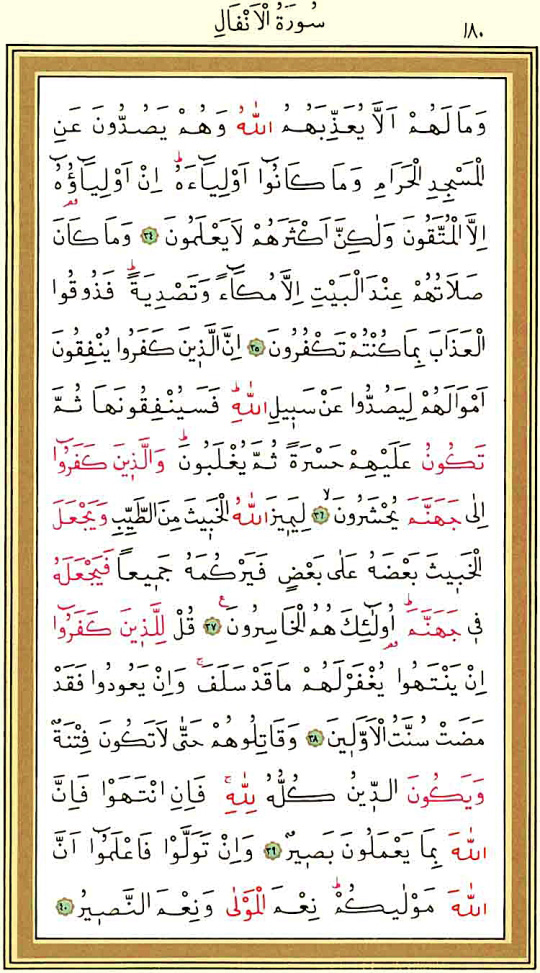 سُورَةُ الْاَنْفَالِ ١٨٠
وَمَا لَهُمْ اَلَّا يُعَذِّبَهُمُ اللّٰهُ وَهُمْ يَصُدُّونَ عَنِ
الْمَسْجِدِ الْحَرَامِ وَمَا كَانُٓوا اَوْلِيَٓاءَهُۜ اِنْ اَوْلِيَٓاؤُ۬هُٓ
اِلَّا الْمُتَّقُونَ وَلٰكِنَّ اَكْثَرَهُمْ لَا يَعْلَمُونَ ﴿٣٤﴾ وَمَا كَانَ
صَلَاتُهُمْ عِنْدَ الْبَيْتِ اِلَّا مُكَٓاءً وَتَصْدِيَةًۜ فَذُوقُوا
الْعَذَابَ بِمَا كُنْتُمْ تَكْفُرُونَ ﴿٣٥﴾ اِنَّ الَّذ۪ينَ كَفَرُوا يُنْفِقُونَ
اَمْوَالَهُمْ لِيَصُدُّوا عَنْ سَب۪يلِ اللّٰهِۜ فَسَيُنْفِقُونَهَا ثُمَّ
تَكُونُ عَلَيْهِمْ حَسْرَةً ثُمَّ يُغْلَبُونَۜ وَالَّذ۪ينَ كَفَرُٓوا
اِلٰى جَهَنَّمَ يُحْشَرُونَۙ ﴿٣٦﴾ لِيَم۪يزَ اللّٰهُ الْخَب۪يثَ مِنَ الطَّيِّبِ وَيَجْعَلَ
الْخَب۪يثَ بَعْضَهُ عَلٰى بَعْضٍ فَيَرْكُمَهُ جَم۪يعاً فَيَجْعَلَهُ
ف۪ي جَهَنَّمَۜ اُو۬لٰٓئِكَ هُمُ الْخَاسِرُونَ۟ ﴿٣٧﴾ قُلْ لِلَّذ۪ينَ كَفَرُٓوا
اِنْ يَنْتَهُوا يُغْفَرْ لَهُمْ مَا قَدْ سَلَفَۚ وَاِنْ يَعُودُوا فَقَدْ
مَضَتْ سُنَّتُ الْاَوَّل۪ينَ ﴿٣٨﴾ وَقَاتِلُوهُمْ حَتّٰى لَا تَكُونَ فِتْنَةٌ
وَيَكُونَ الدّ۪ينُ كُلُّهُ لِلّٰهِۚ فَاِنِ انْتَهَوْا فَاِنَّ
اللّٰهَ بِمَا يَعْمَلُونَ بَص۪يرٌ ﴿٣٩﴾ وَاِنْ تَوَلَّوْا فَاعْلَمُٓوا اَنَّ
اللّٰهَ مَوْلٰيكُمْۜ نِعْمَ الْمَوْلٰى وَنِعْمَ النَّص۪يرُ ﴿٤٠﴾